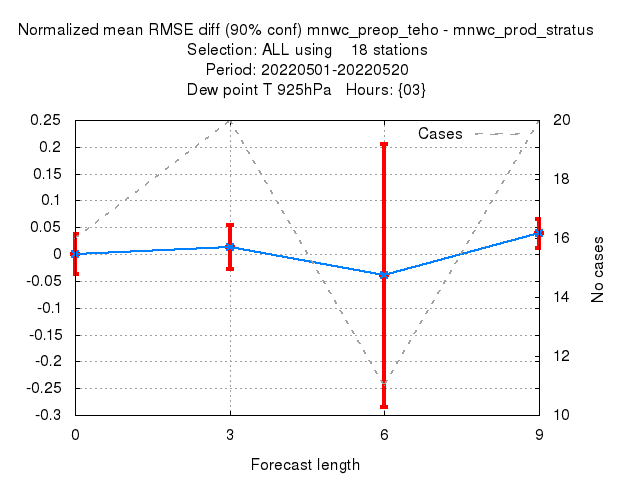 Normalized mean RMSE diff (90% conf) mnwc_preop_teho - mnwc_prod_stratus
Selection: ALL using 18 stations
Period: 20220501-20220520
Dew point T 925hPa Hours: {03}
Cases
0.25
0.2
0.15
0.1
0.05
0
-0.05
-0.1
-0.15
-0.2
-0.25
-0.3
20
18
16
14
12
10
No cases
0 3 6 9
Forecast length